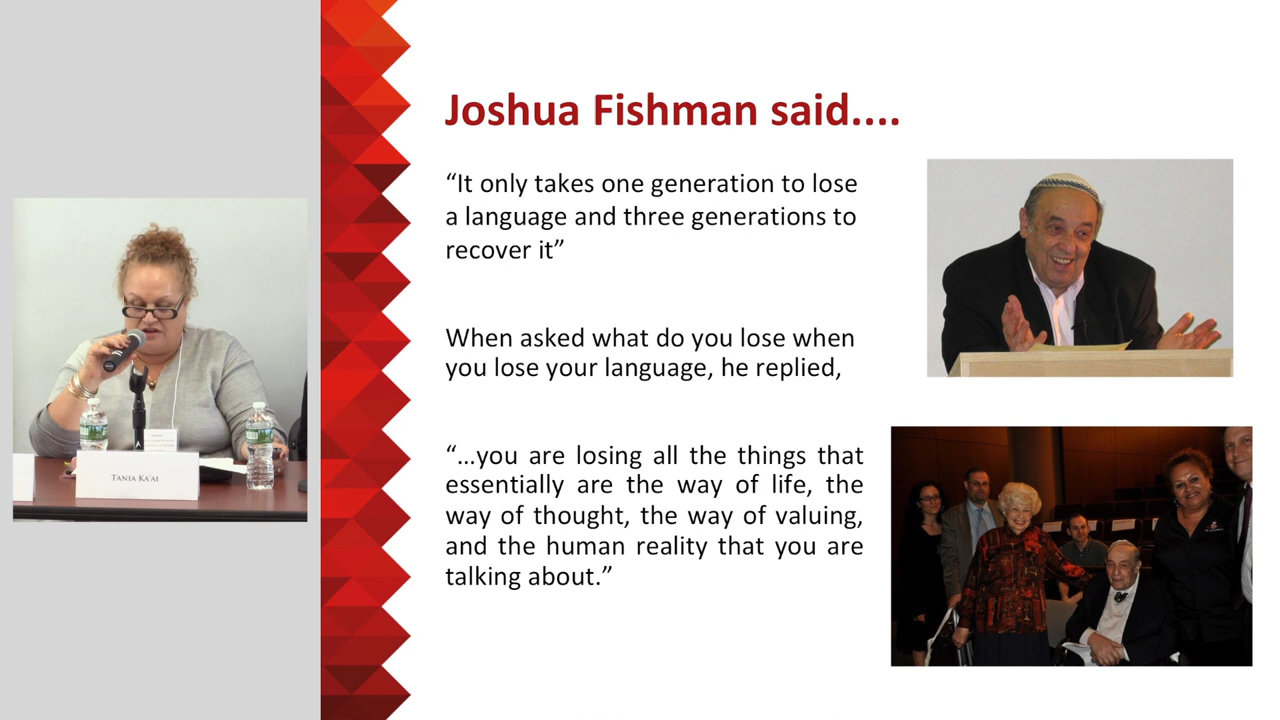 Joshua Fishman said....
“It only takes one generation to lose
a language and three generations to
recover it”
When asked what do you lose when
you lose your language, he replied,
“...you are losing all the things that
essentially are the way of life, the
way of thought, the way of valuing,
and the human reality that you are
talking about.”
TANIA KA'AI